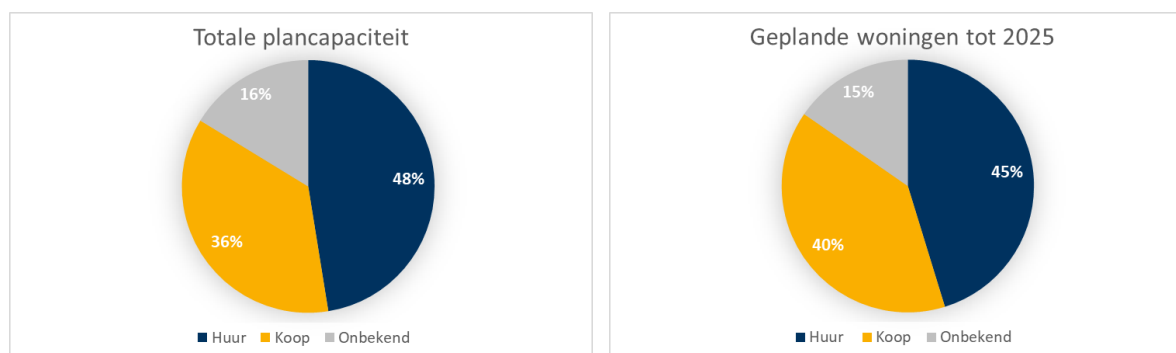 Totale plancapaciteit
16%
48%
36%
Huur Koop Onbekend
Geplande woningen tot 2025
15%
45%
40%
Huur Koop Onbekend